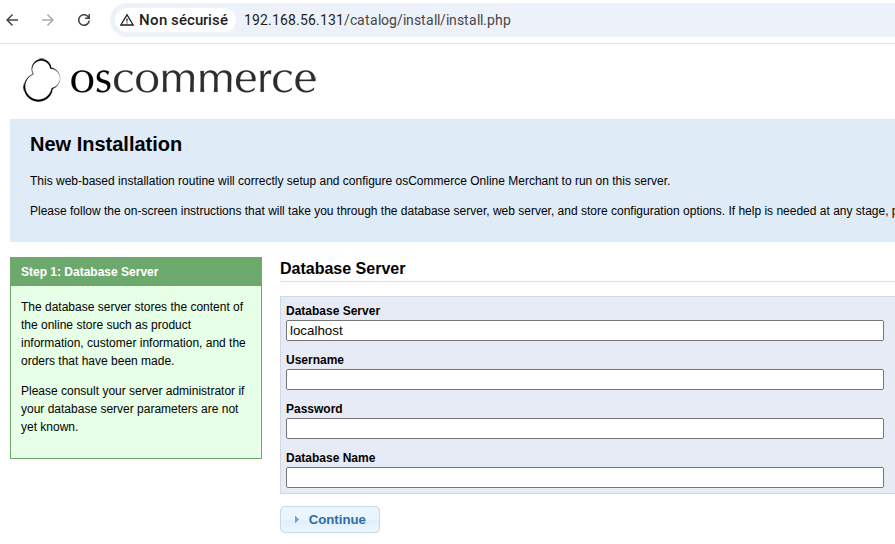 Non sécurisé 192.168.56.131/catalog/install/install.php
oscommerce
New Installation
This web-based installation routine will correctly setup and configure osCommerce Online Merchant to run on this server.
Please follow the on-screen instructions that will take you through the database server, web server, and store configuration options. If help is needed at any stage,
Step 1: Database Server
The database server stores the content of
the online store such as product
information, customer information, and the
orders that have been made.
Please consult your server administrator if
your database server parameters are not
yet known.
Database Server
Database Server
localhost
Username
Password
Database Name
Continue